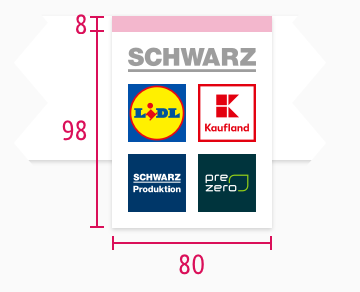 8
SCHWARZ
LIDL
Kaufland
98
SCHWARZ
Produktion
pre
zero
80